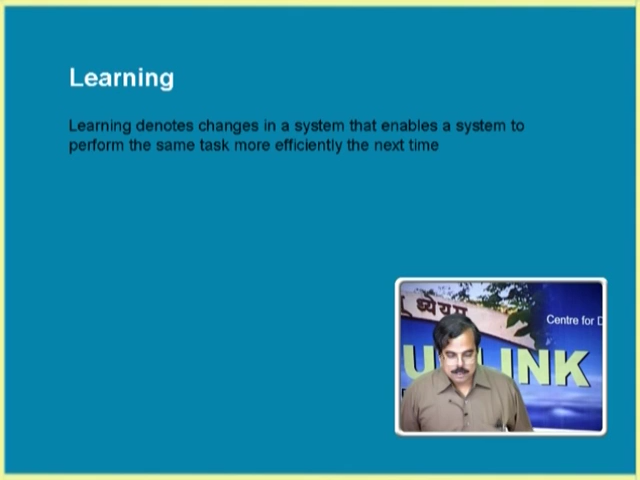 Learning
Learning denotes changes in a system that enables a system to
perform the same task more efficiently the next time
ध्येयम
Centre for D
LINK